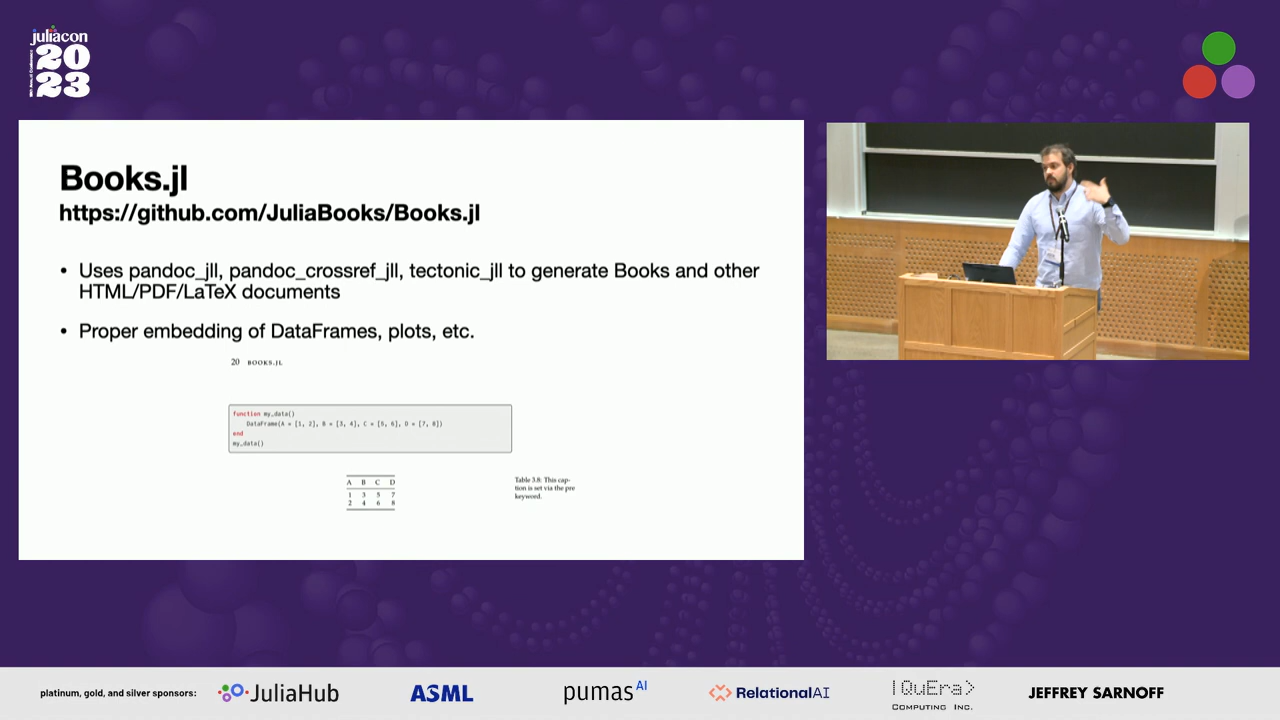 juliacon
20
23
Books.jl
https://github.com/JuliaBooks/Books.jl
• Uses pandoc_jll, pandoc_crossref_jll, tectonic_jll to generate Books and other
HTML/PDF/LaTeX documents
• Proper embedding of DataFrames, plots, etc.
20 BOOKS.JL
function my_data()
DataFrame(A = [1, 2], B = [3, 4], C = [5, 6], D = [7, 8])
end
my_data()
A B C D
1 3 5 7
2 4 6 8
Table 3.8: This cap-
tion is set via the pre
keyword.
platinum, gold, and silver sponsors:
JuliaHub
ASML
pumas AI
RelationalAI
|QuEra>
COMPUTING INC.
JEFFREY SARNOFF